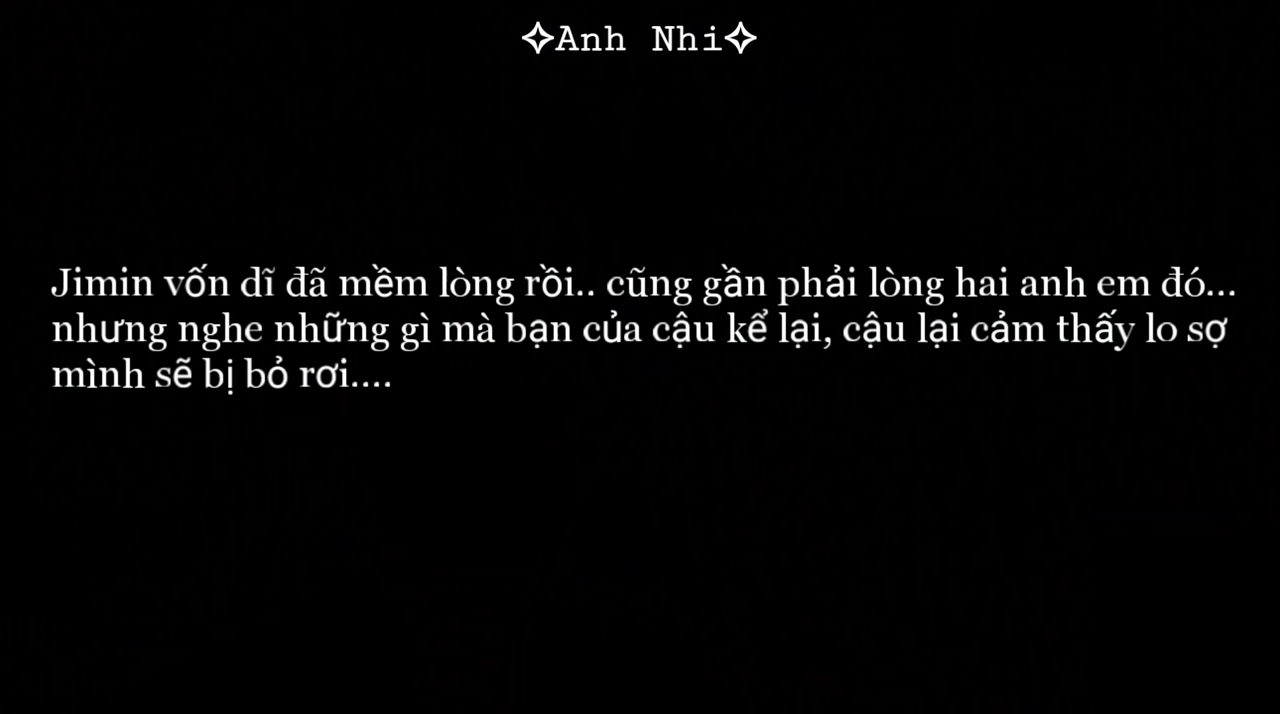 ✧Anh Nhi✧
Jimin vốn dĩ đã mềm lòng rồi.. cũng gần phải lòng hai anh em đó...
nhưng nghe những gì mà bạn của cậu kể lại, cậu lại cảm thấy lo sợ
mình sẽ bị bỏ rơi....